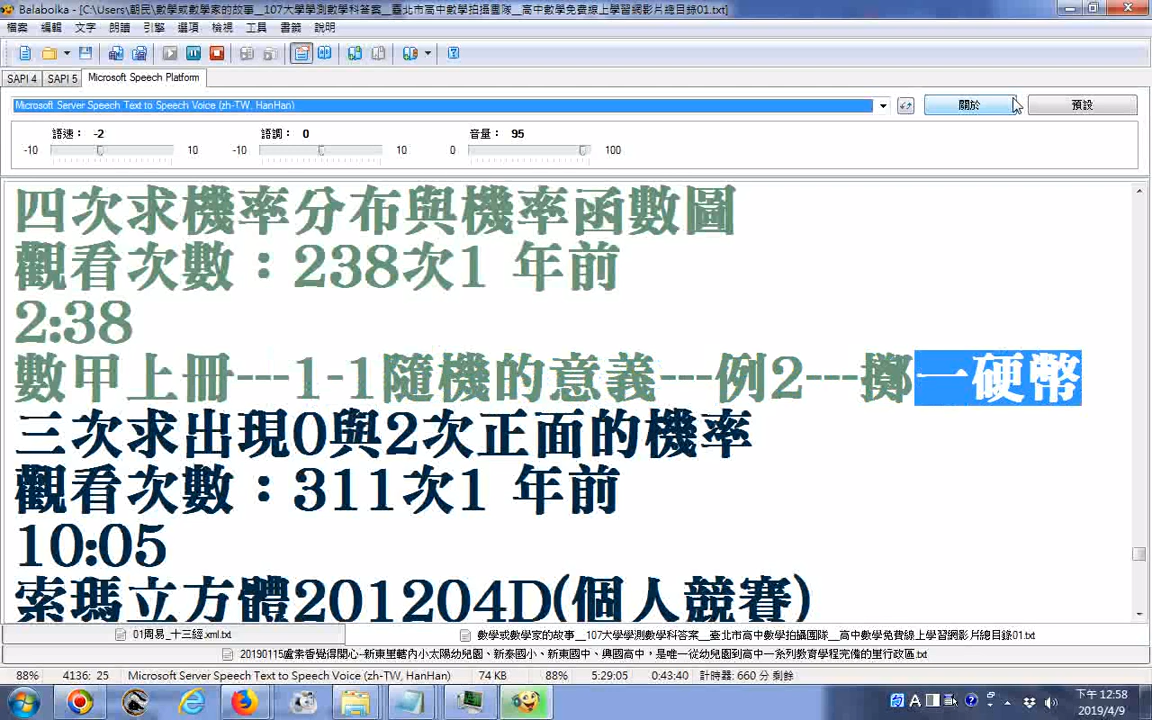 Balabolka - [C:\Users\朝民\數學或數學家的故事__107大學學測數學科答案__臺北市高中數學拍攝團隊__高中數學免費線上學習網影片總目錄01.txt]
檔案 編輯 文字 朗讀 引擎 選項 檢視 工具 書籤 說明
SAPI 4 SAPI 5 Microsoft Speech Platform
Microsoft Server Speech Text to Speech Voice (zh-TW, HanHan) 關於 預設
語速： -2 語調： 0 音量： 95
-10 10 -10 10 0 100
四次求機率分布與機率函數圖
觀看次數：238次1 年前
2:38
數甲上冊---1-1隨機的意義---例2---擲一硬幣
三次求出現0與2次正面的機率
觀看次數：311次1 年前
10:05
索瑪立方體201204D(個人競賽)
01周易_十三經.xml.txt 數學或數學家的故事__107大學學測數學科答案__臺北市高中數學拍攝團隊__高中數學免費線上學習網影片總目錄01.txt
20190115盧素香覺得開心-新東里轄內小太陽幼兒園、新泰國小、新東國中、興國高中，是唯一從幼兒園到高中一系列教育學程完備的里行政區.txt
88% 4136: 25 Microsoft Server Speech Text to Speech Voice (zh-TW, HanHan) 74 KB 88% 5:29:05 0:43:40 計時器: 660 分 剩餘
下午 12:58
2019/4/9